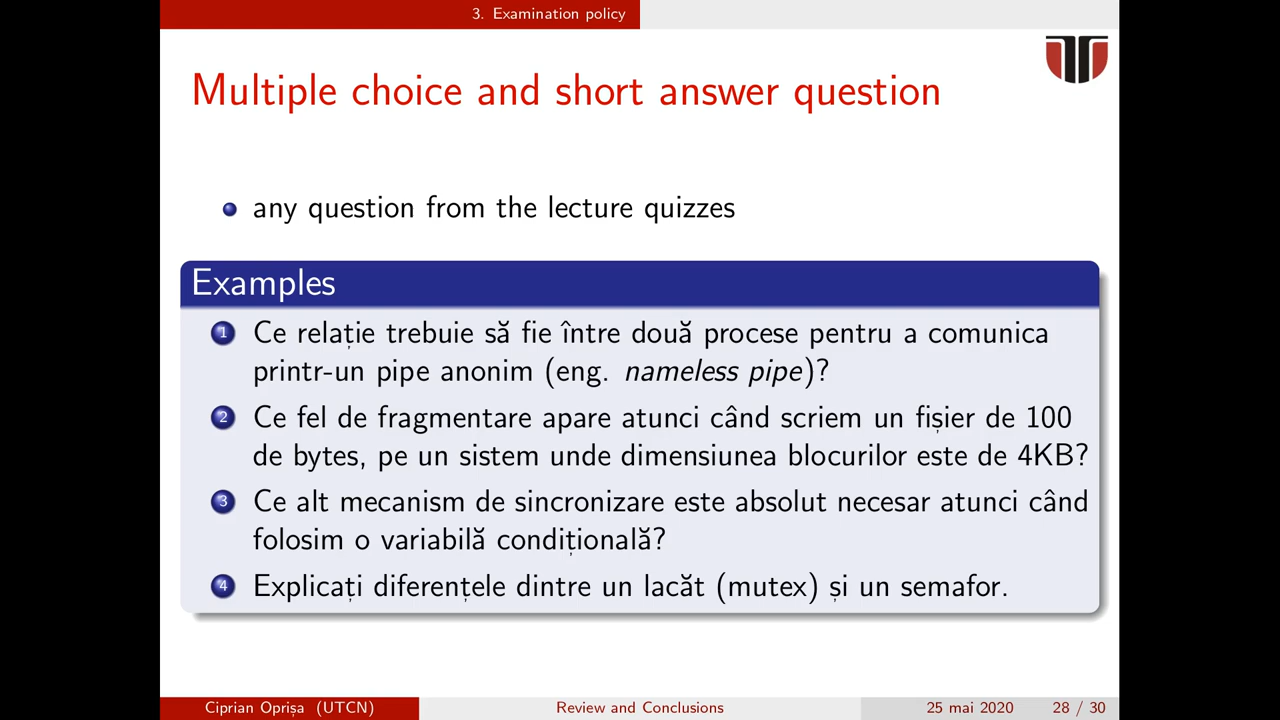 3. Examination policy
Multiple choice and short answer question
any question from the lecture quizzes
Examples
1 Ce relație trebuie să fie între două procese pentru a comunica
printr-un pipe anonim (eng. nameless pipe)?
2 Ce fel de fragmentare apare atunci când scriem un fișier de 100
de bytes, pe un sistem unde dimensiunea blocurilor este de 4KB?
3 Ce alt mecanism de sincronizare este absolut necesar atunci când
folosim o variabilă condițională?
4 Explicați diferențele dintre un lacăt (mutex) și un semafor.
Ciprian Oprișa (UTCN) Review and Conclusions 25 mai 2020 28 / 30